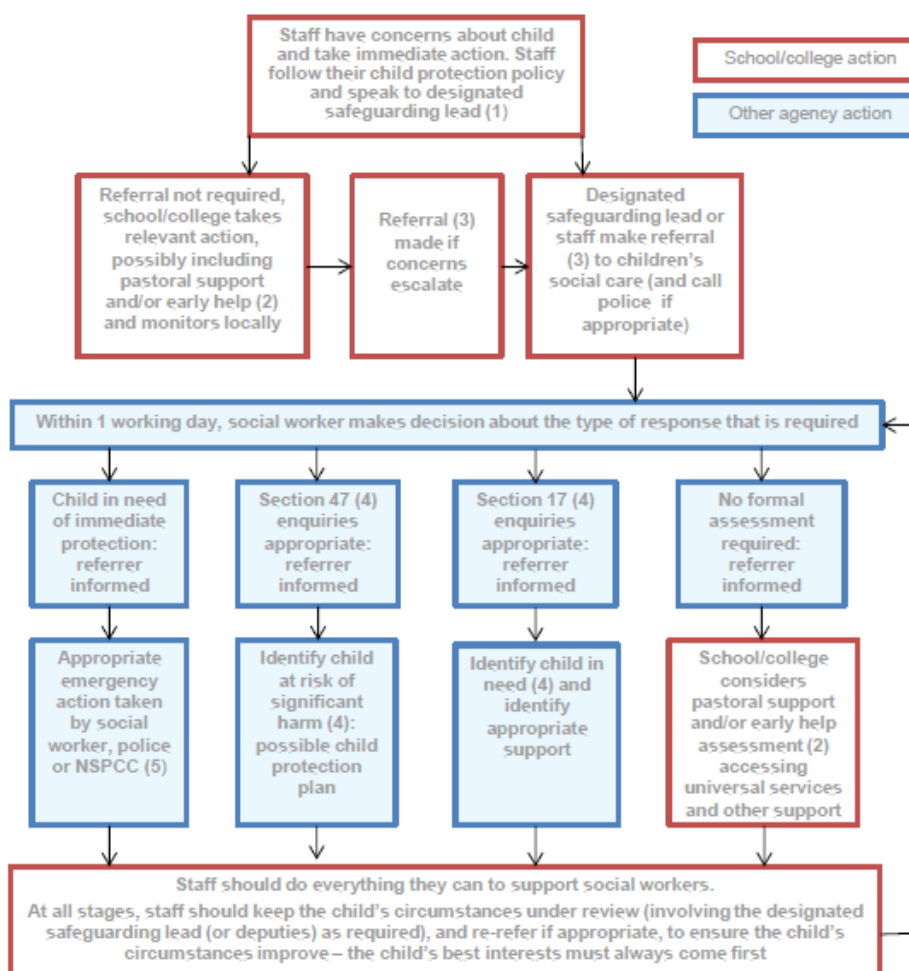 Staff have concerns about child
and take immediate action. Staff
follow their child protection policy
and speak to designated
safeguarding lead (1)
School/college action
Other agency action
Referral not required,
school/college takes
relevant action,
possibly including
pastoral support
and/or early help (2)
and monitors locally
Referral (3)
made if
concerns
escalate
Designated
safeguarding lead or
staff make referral
(3) to children's
social care (and call
police if
appropriate)
Within 1 working day, social worker makes decision about the type of response that is required
Child in need
of immediate
protection:
referrer
informed
Section 47 (4)
enquiries
appropriate:
referrer
informed
Section 17 (4)
enquiries
appropriate:
referrer
informed
No formal
assessment
required:
referrer
informed
Appropriate
emergency
action taken
by social
worker, police
or NSPCC (5)
Identify child
at risk of
significant
harm (4):
possible child
protection
plan
Identify child in
need (4) and
identify
appropriate
support
School/college
considers
pastoral support
and/or early help
assessment (2)
accessing
universal services
and other support
Staff should do everything they can to support social workers.
At all stages, staff should keep the child's circumstances under review (involving the designated
safeguarding lead (or deputies) as required), and re-refer if appropriate, to ensure the child's
circumstances improve – the child's best interests must always come first